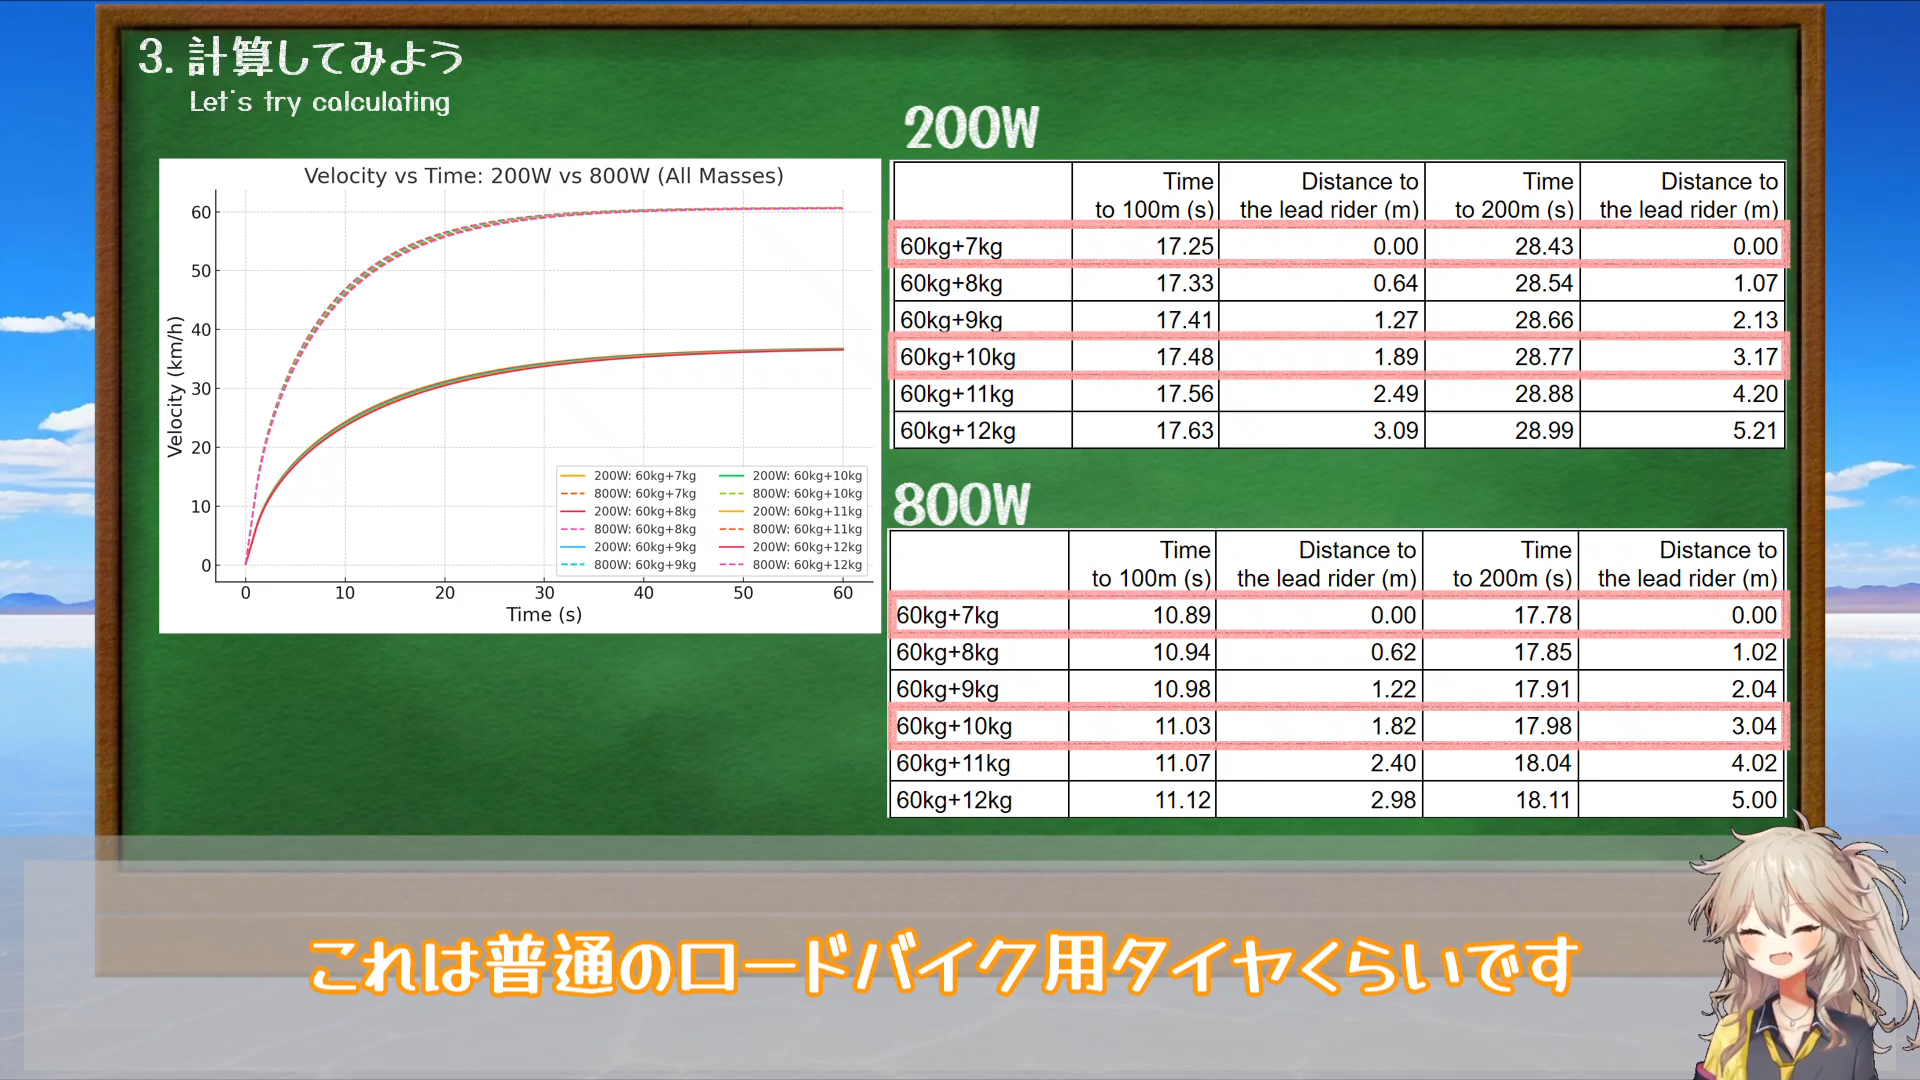 3. 計算してみよう
Let's try calculating
Velocity vs Time: 200W vs 800W (All Masses)
Velocity (km/h)
60
50
40
30
20
10
0
0 10 20 30 40 50 60
Time (s)
200W: 60kg+7kg 200W: 60kg+10kg
800W: 60kg+7kg 800W: 60kg+10kg
200W: 60kg+8kg 200W: 60kg+11kg
800W: 60kg+8kg 800W: 60kg+11kg
200W: 60kg+9kg 200W: 60kg+12kg
800W: 60kg+9kg 800W: 60kg+12kg
200W
Time Distance to Time Distance to
to 100m (s) the lead rider (m) to 200m (s) the lead rider (m)
60kg+7kg 17.25 0.00 28.43 0.00
60kg+8kg 17.33 0.64 28.54 1.07
60kg+9kg 17.41 1.27 28.66 2.13
60kg+10kg 17.48 1.89 28.77 3.17
60kg+11kg 17.56 2.49 28.88 4.20
60kg+12kg 17.63 3.09 28.99 5.21
800W
Time Distance to Time Distance to
to 100m (s) the lead rider (m) to 200m (s) the lead rider (m)
60kg+7kg 10.89 0.00 17.78 0.00
60kg+8kg 10.94 0.62 17.85 1.02
60kg+9kg 10.98 1.22 17.91 2.04
60kg+10kg 11.03 1.82 17.98 3.04
60kg+11kg 11.07 2.40 18.04 4.02
60kg+12kg 11.12 2.98 18.11 5.00
これは普通のロードバイク用タイヤくらいです